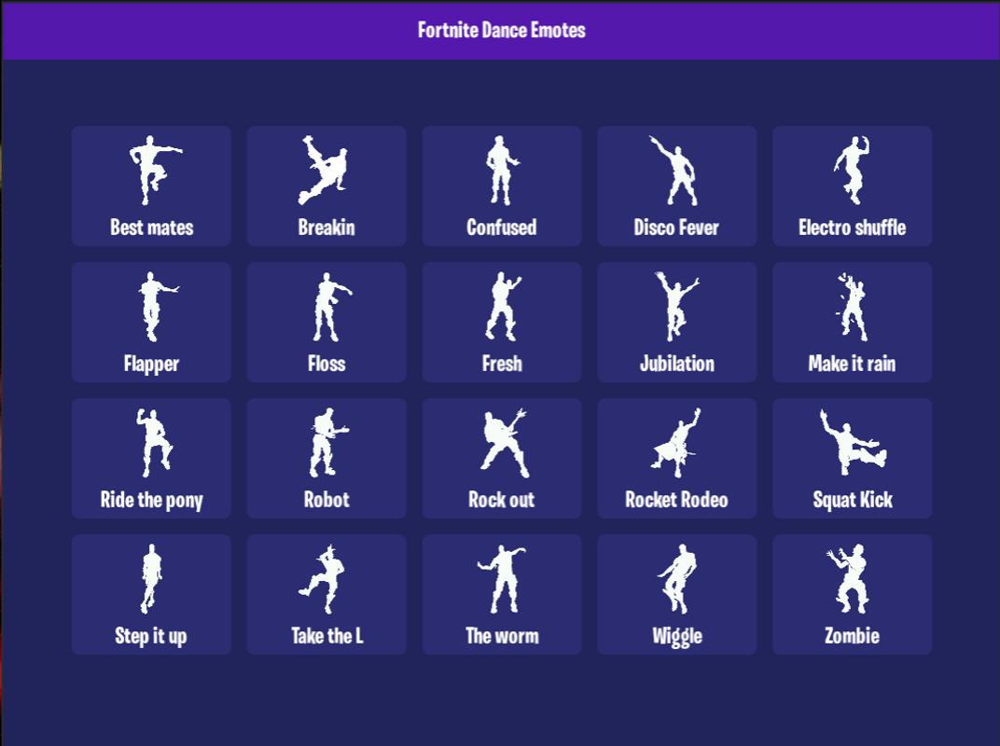 Fortnite Dance Emotes
Best mates
Breakin
Confused
Disco Fever
Electro shuffle
Flapper
Floss
Fresh
Jubilation
Make it rain
Ride the pony
Robot
Rock out
Rocket Rodeo
Squat Kick
Step it up
Take the L
The worm
Wiggle
Zombie